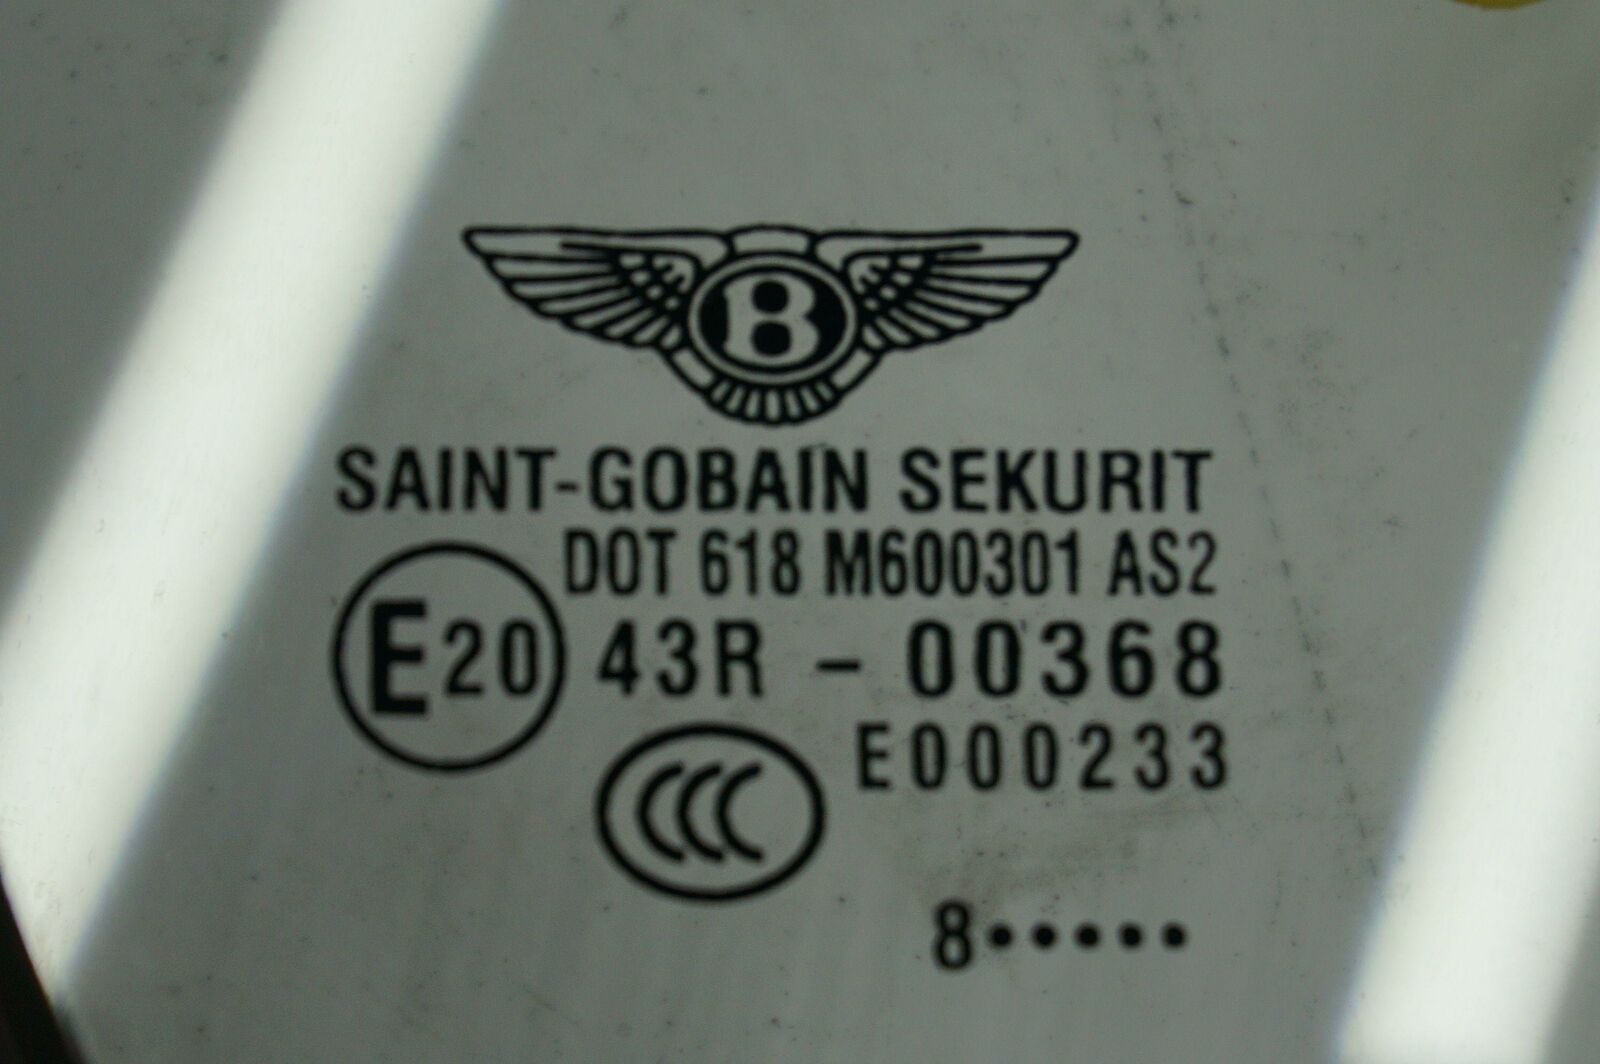 B
SAINT-GOBAIN SEKURIT
DOT 618 M600301 AS2
E20 43R - 00368
E000233
CCC
8•••••